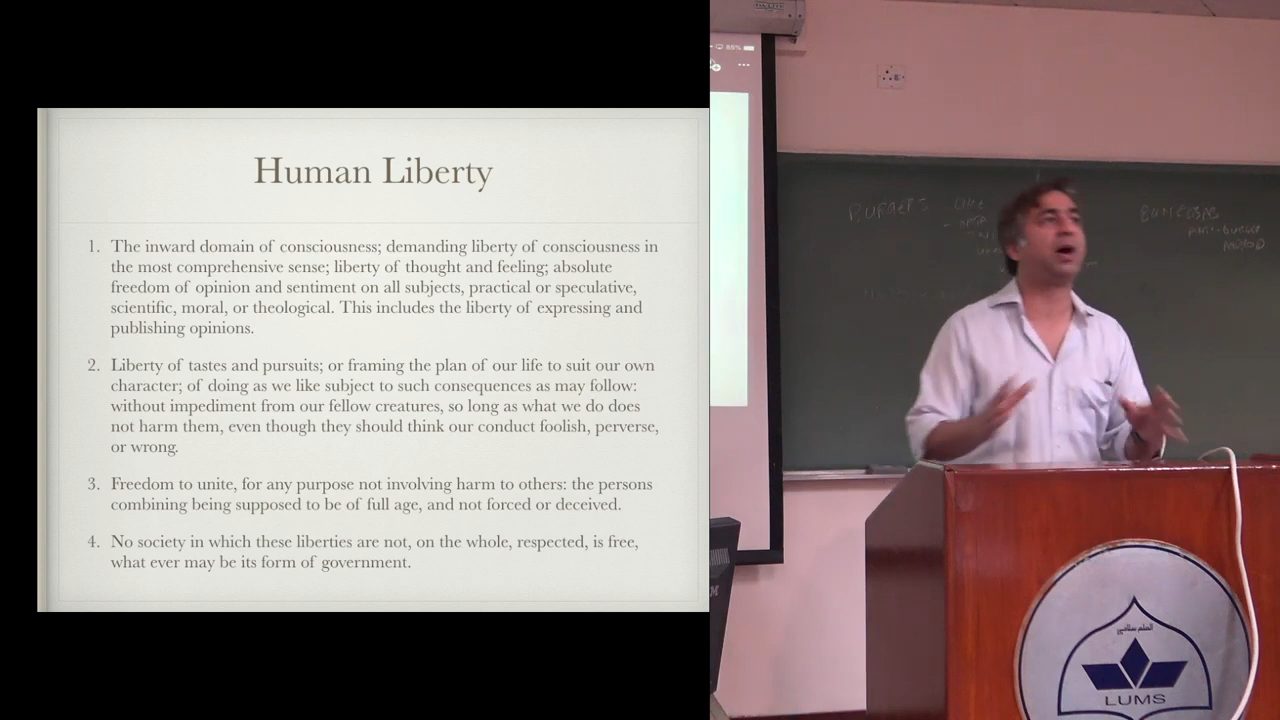 Human Liberty
1. The inward domain of consciousness; demanding liberty of consciousness in
the most comprehensive sense; liberty of thought and feeling; absolute
freedom of opinion and sentiment on all subjects, practical or speculative,
scientific, moral, or theological. This includes the liberty of expressing and
publishing opinions.
2. Liberty of tastes and pursuits; or framing the plan of our life to suit our own
character; of doing as we like subject to such consequences as may follow:
without impediment from our fellow creatures, so long as what we do does
not harm them, even though they should think our conduct foolish, perverse,
or wrong.
3. Freedom to unite, for any purpose not involving harm to others: the persons
combining being supposed to be of full age, and not forced or deceived.
4. No society in which these liberties are not, on the whole, respected, is free,
what ever may be its form of government.
88%
BURGERS
LUMS